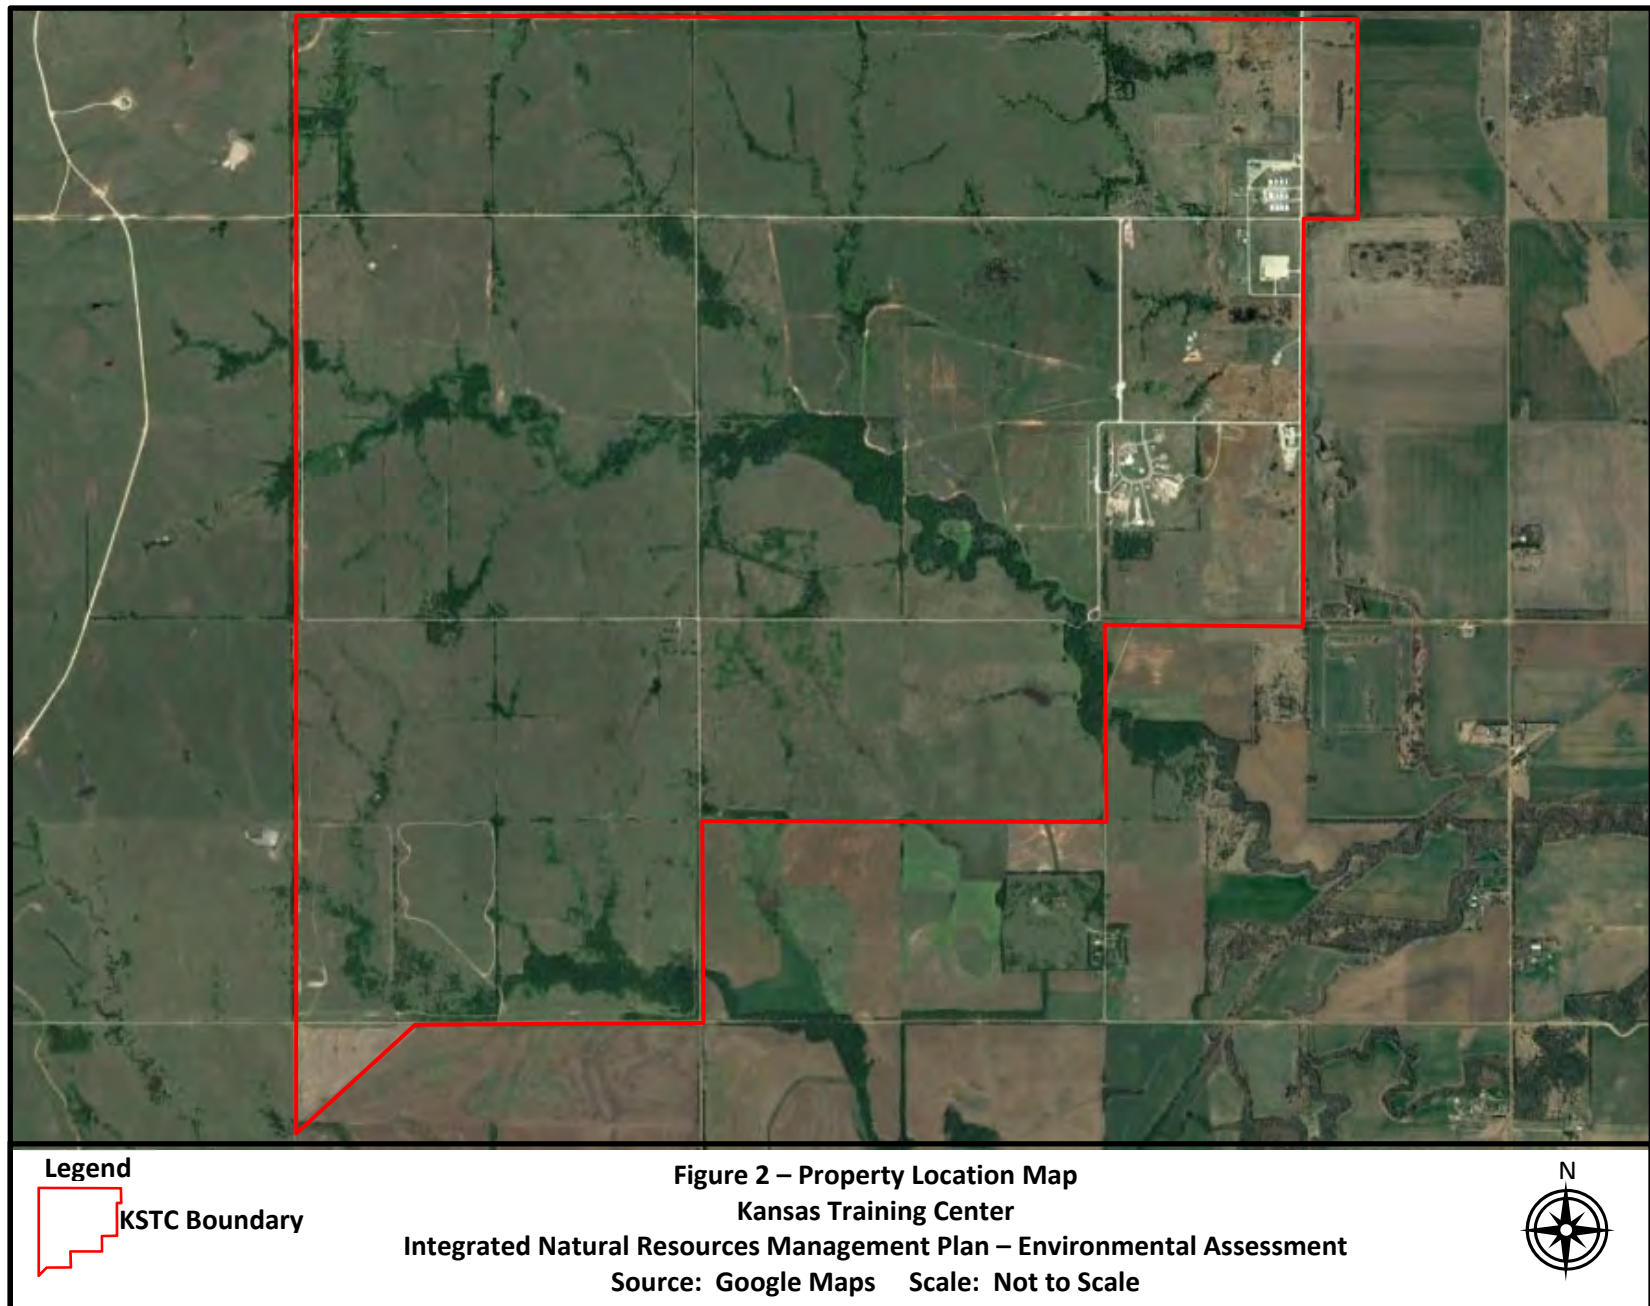 Legend
KSTC Boundary
Figure 2 – Property Location Map
Kansas Training Center
Integrated Natural Resources Management Plan – Environmental Assessment
Source: Google Maps Scale: Not to Scale
N